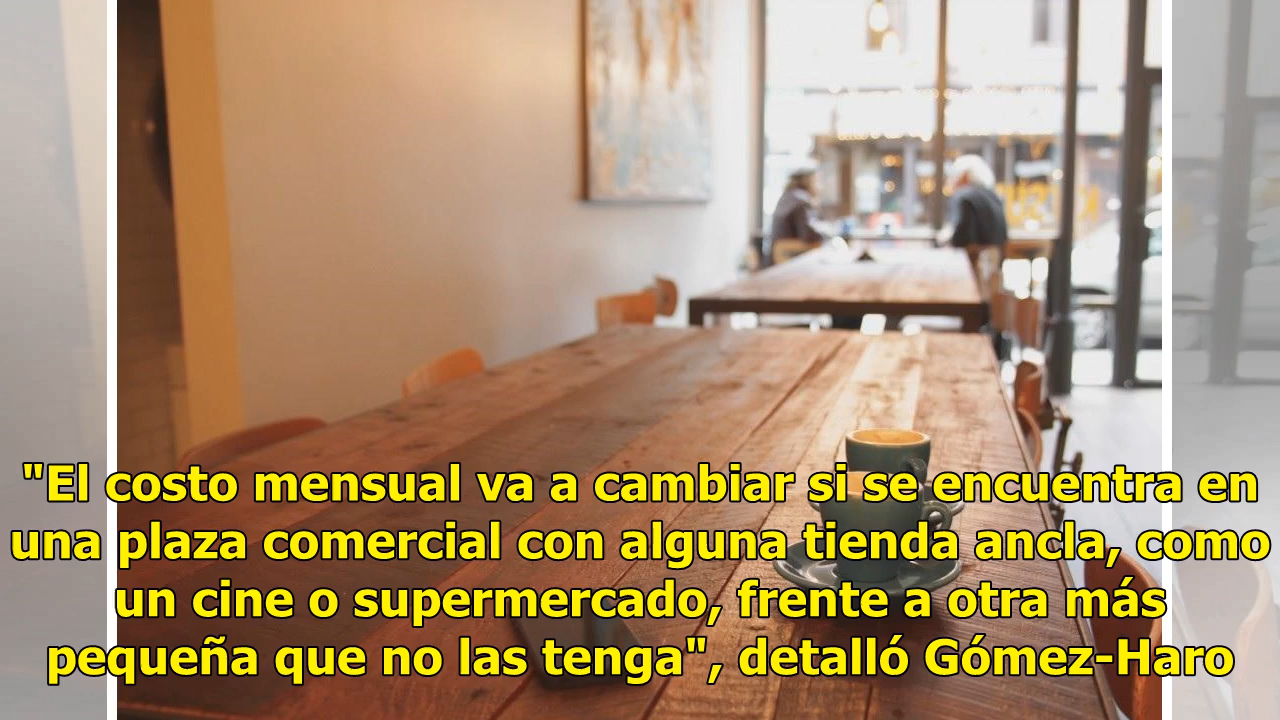 "El costo mensual va a cambiar si se encuentra en
una plaza comercial con alguna tienda ancla, como
un cine o supermercado, frente a otra más
pequeña que no las tenga", detalló Gómez-Haro